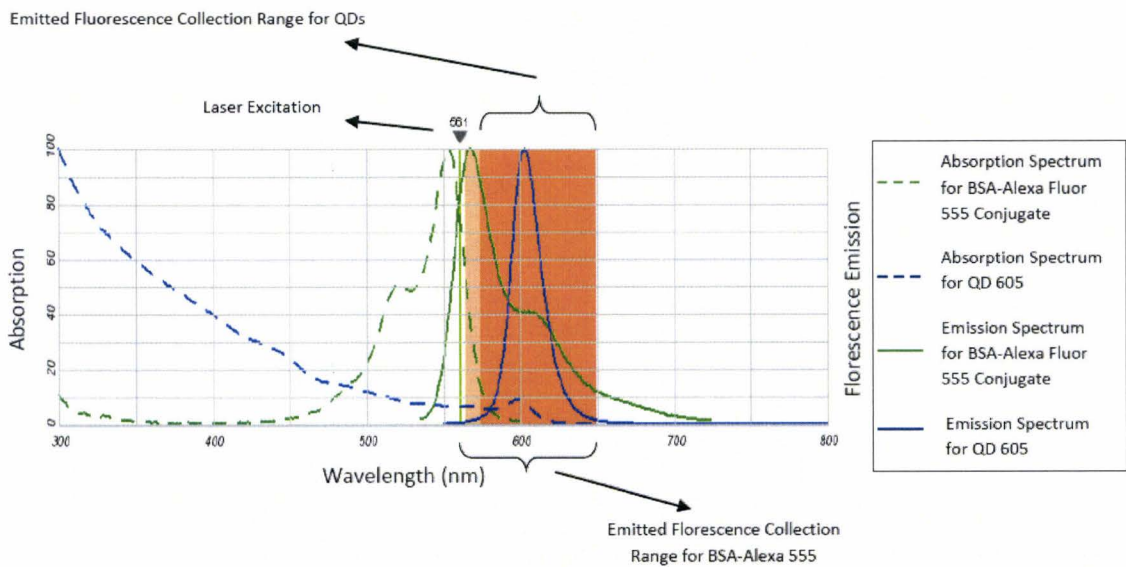 Emitted Fluorescence Collection Range for QDs
Laser Excitation
561
100
80
60
40
20
0
Absorption
300
400
500
600
700
800
Wavelength (nm)
Florescence Emission
Emitted Florescence Collection
Range for BSA-Alexa 555
Absorption Spectrum
for BSA-Alexa Fluor
555 Conjugate
Absorption Spectrum
for QD 605
Emission Spectrum
for BSA-Alexa Fluor
555 Conjugate
Emission Spectrum
for QD 605